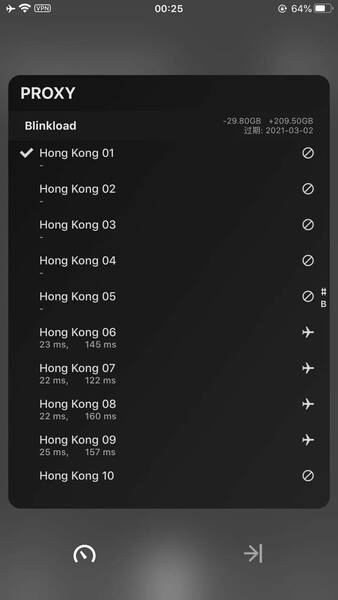 VPN
00:25
64%
PROXY
Blinkload
-29.80GB +209.50GB
过期: 2021-03-02
Hong Kong 01
-
Hong Kong 02
-
Hong Kong 03
-
Hong Kong 04
-
Hong Kong 05
-
#
B
Hong Kong 06
23 ms, 145 ms
Hong Kong 07
22 ms, 122 ms
Hong Kong 08
22 ms, 160 ms
Hong Kong 09
25 ms, 157 ms
Hong Kong 10